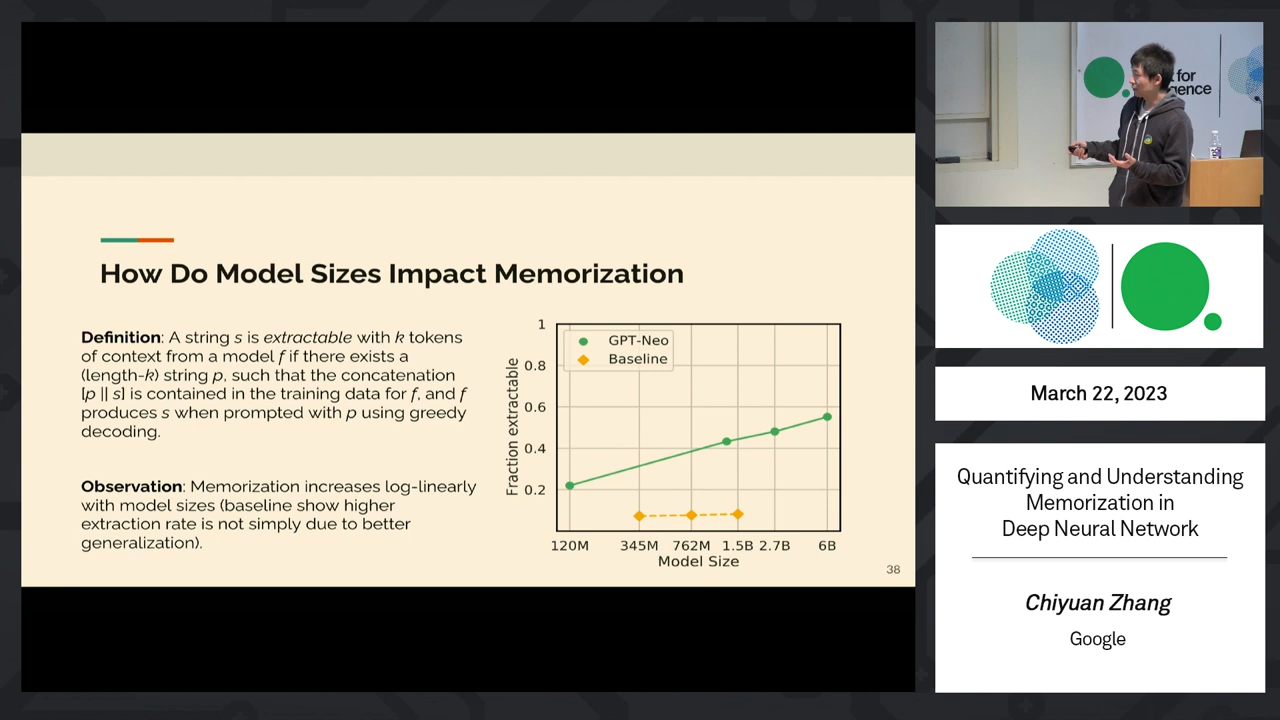 How Do Model Sizes Impact Memorization
Definition: A string s is extractable with k tokens
of context from a model f if there exists a
(length-k) string p, such that the concatenation
[p || s] is contained in the training data for f, and f
produces s when prompted with p using greedy
decoding.
Observation: Memorization increases log-linearly
with model sizes (baseline show higher
extraction rate is not simply due to better
generalization).
Fraction extractable
1
0.8
0.6
0.4
0.2
GPT-Neo
Baseline
120M 345M 762M 1.5B 2.7B 6B
Model Size
38
for
March 22, 2023
Quantifying and Understanding
Memorization in
Deep Neural Network
Chiyuan Zhang
Google